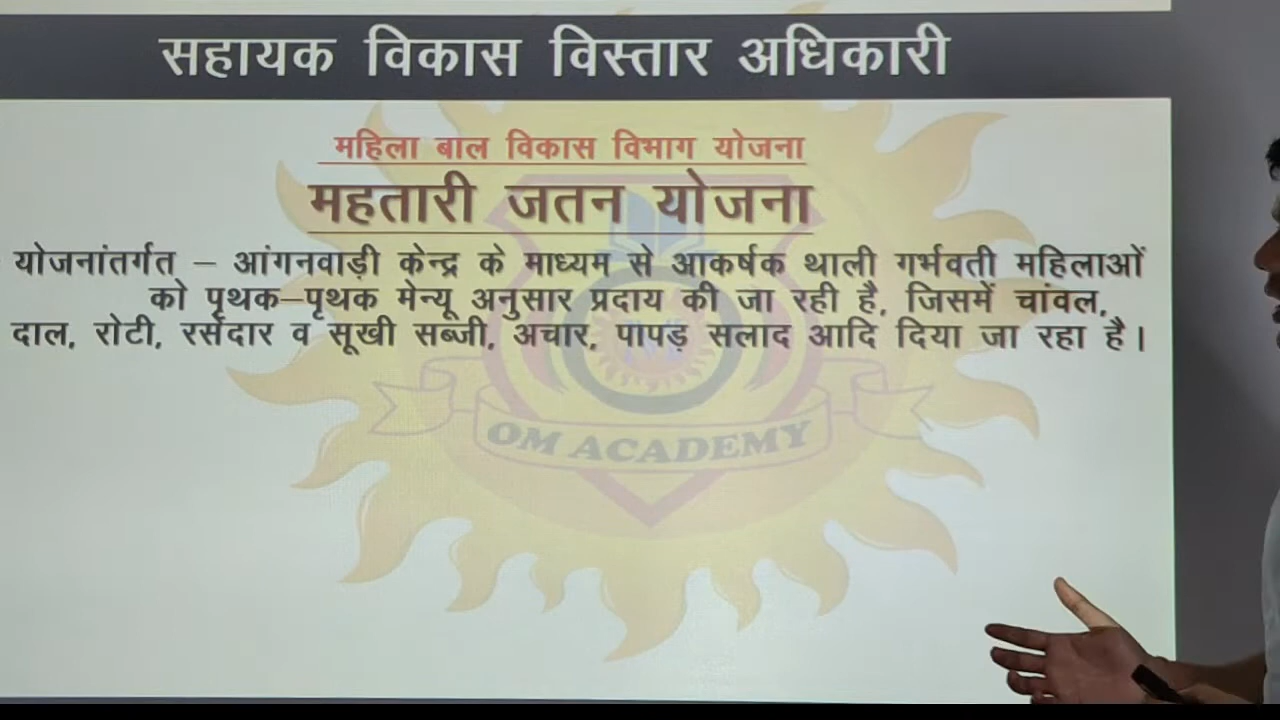 सहायक विकास विस्तार अधिकारी
महिला बाल विकास विभाग योजना
महतारी जतन योजना
योजनांतर्गत – आंगनवाड़ी केन्द्र के माध्यम से आकर्षक थाली गर्भवती महिलाओं
को पृथक–पृथक मेन्यू अनुसार प्रदाय की जा रही है, जिसमें चांवल,
दाल, रोटी, रसेदार व सूखी सब्जी, अचार, पापड़ सलाद आदि दिया जा रहा है।
OM ACADEMY